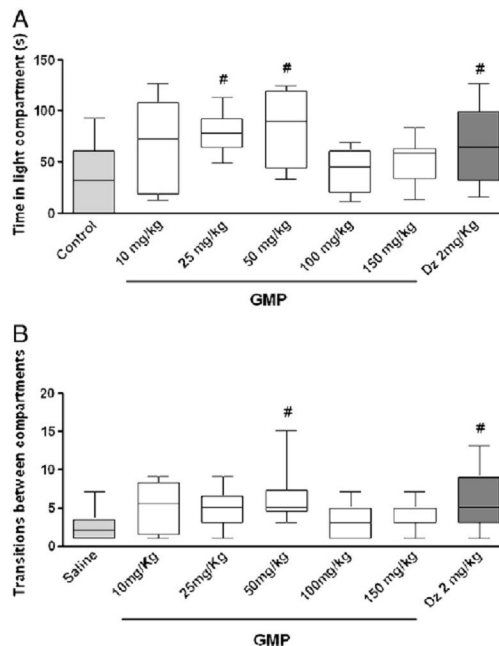 A
Time in light compartment (s)
150
100
50
0
# # #
Control 10 mg/kg 25 mg/kg 50 mg/kg 100 mg/kg 150 mg/kg Dz 2mg/Kg
GMP
B
Transitions between compartments
20
15
10
5
0
# #
Saline 10mg/Kg 25mg/Kg 50mg/kg 100mg/kg 150 mg/kg Dz 2 mg/kg
GMP